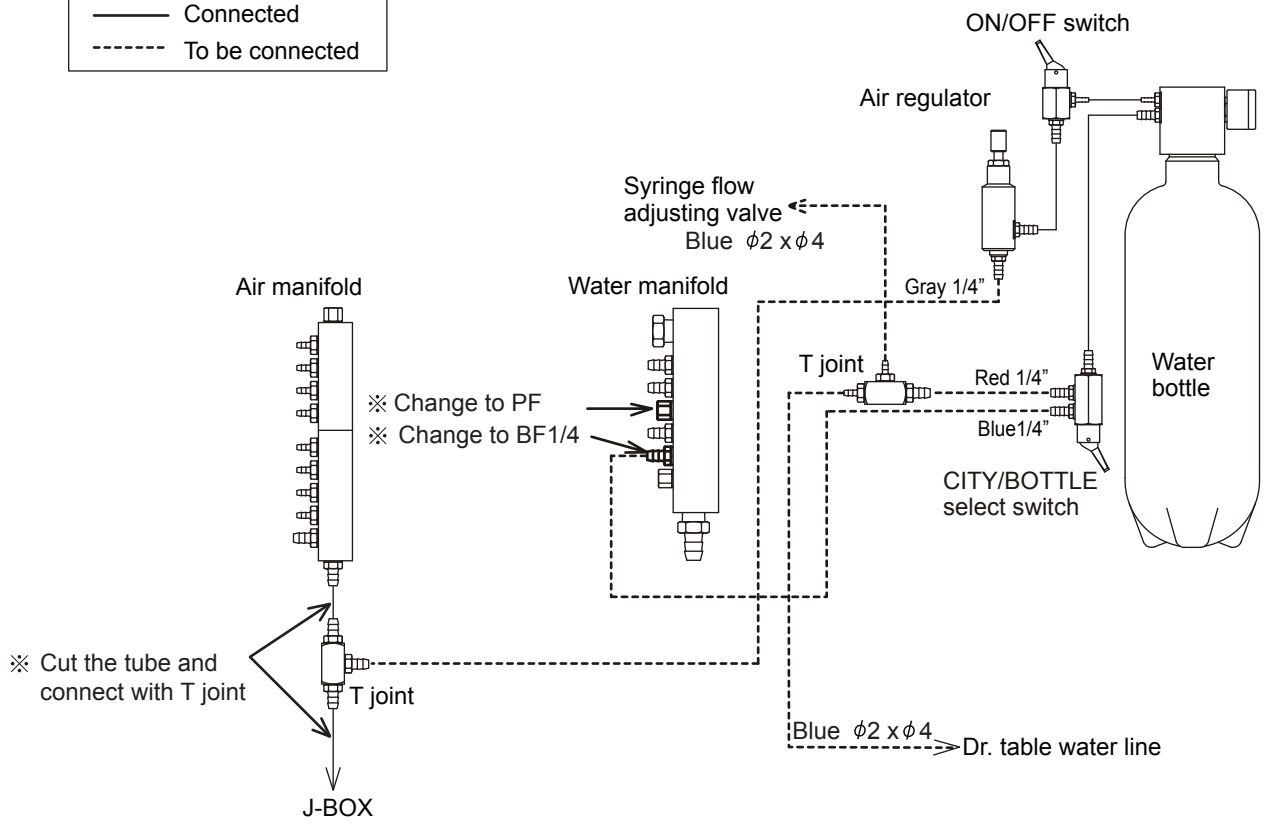 Connected
To be connected
ON/OFF switch
Air regulator
Syringe flow
adjusting valve
Blue ϕ2 xϕ4
Gray 1/4”
Air manifold
Water manifold
T joint
Red 1/4”
Blue1/4”
Water
bottle
※ Change to PF
※ Change to BF1/4
CITY/BOTTLE
select switch
※ Cut the tube and
connect with T joint
T joint
Blue ϕ2 xϕ4
Dr. table water line
J-BOX